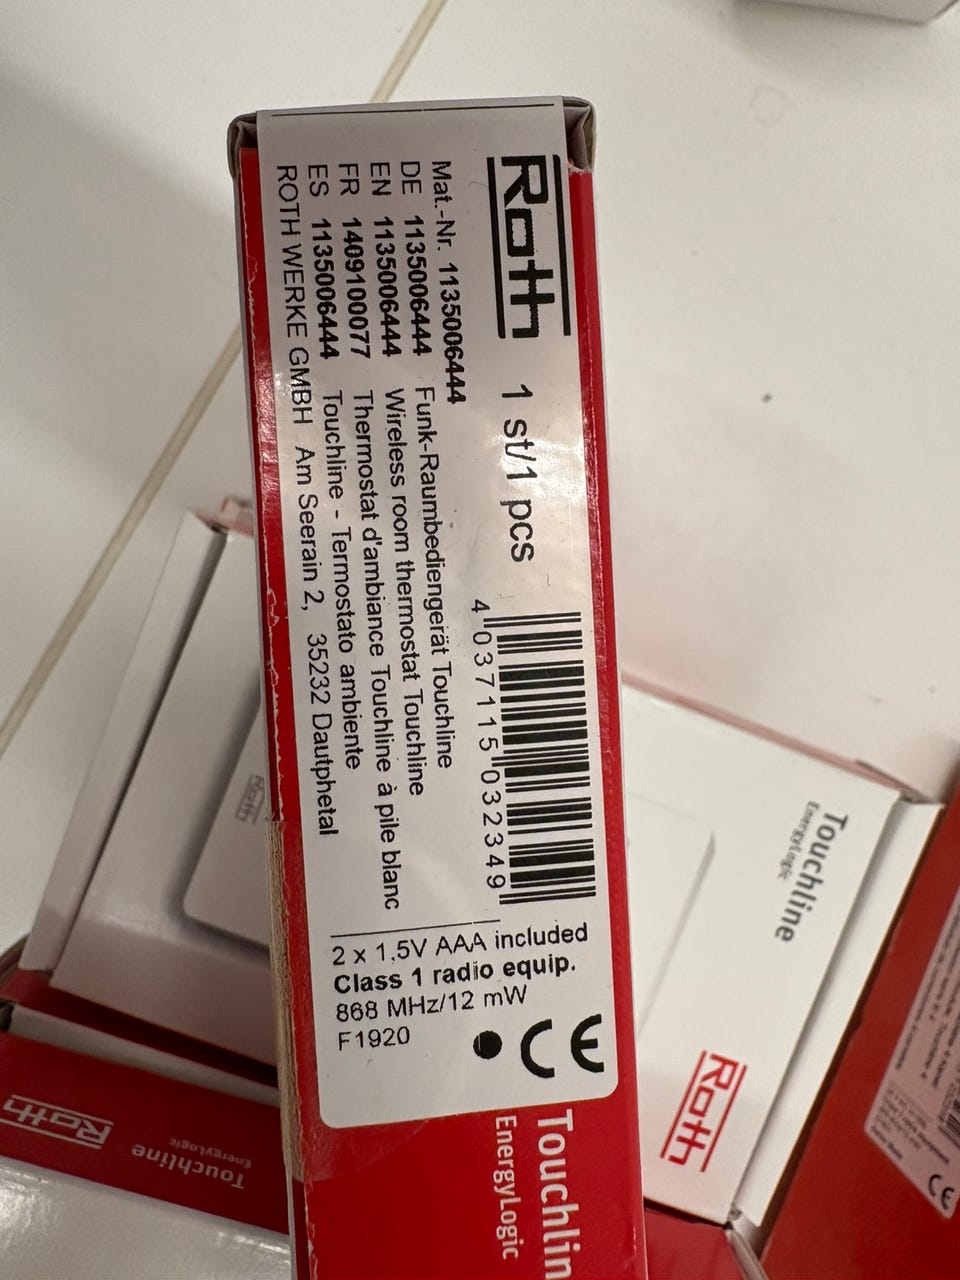 Roth 1 st/1 pcs
Mat.-Nr. 1135006444
DE 1135006444 Funk-Raumbediengerät Touchline
EN 1135006444 Wireless room thermostat Touchline
FR 1409100077 Thermostat d'ambiance Touchline à pile blanc
ES 1135006444 Touchline - Termostato ambiente
ROTH WERKE GMBH Am Seerain 2, 35232 Dautphetal
4 037115 032349
2 x 1,5V AAA included
Class 1 radio equip.
868 MHz/12 mW
F1920
CE
Touchlin
EnergyLogic
Roth
Touchline
EnergyLogic
Roth
Roth
Touchline
EnergyLogic
CE